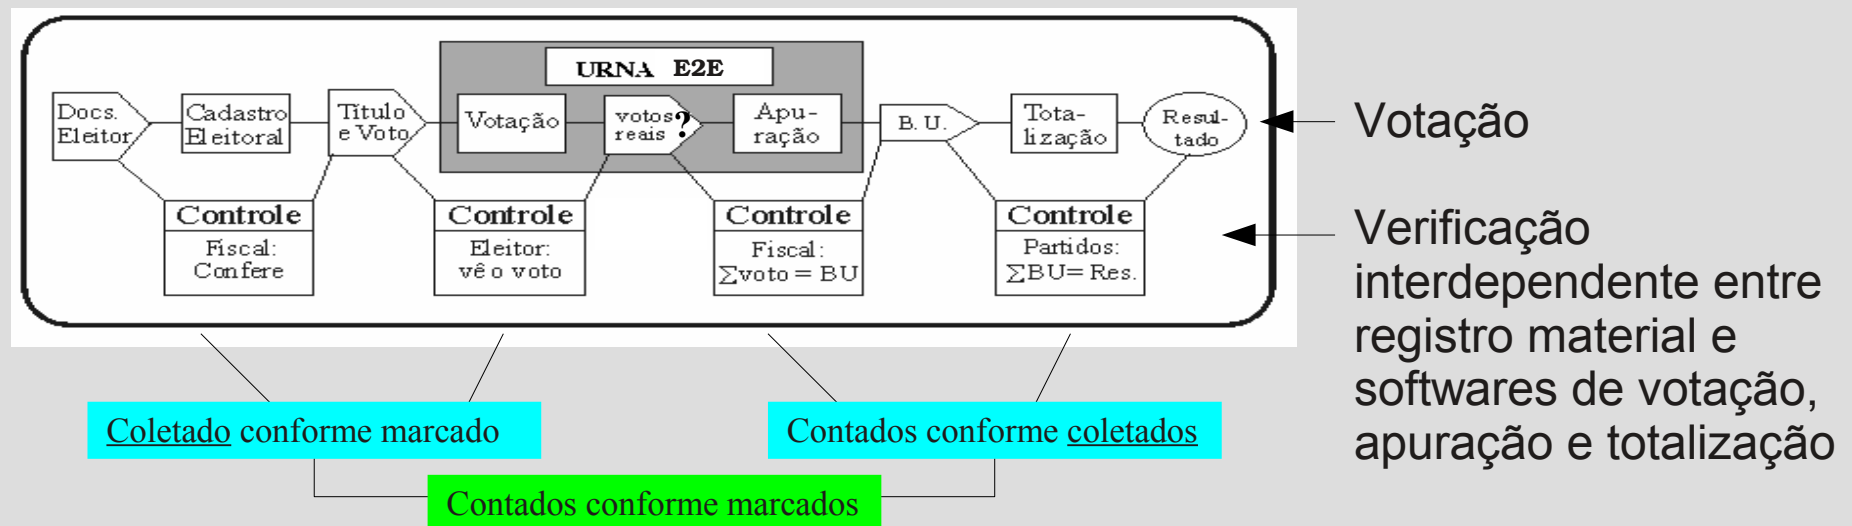 URNA E2E
Docs.
Eleitor
Cadastro
Eleitoral
Título
e Voto
Votação
votos
reais ?
Apu-
ração
B. U.
Tota-
lização
Resul-
tado
Controle
Fiscal:
Confere
Controle
Eleitor:
vê o voto
Controle
Fiscal:
∑voto = BU
Controle
Partidos:
∑BU= Res.
Votação
Verificação
interdependente entre
registro material e
softwares de votação,
apuração e totalização
Coletado conforme marcado
Contados conforme coletados
Contados conforme marcados